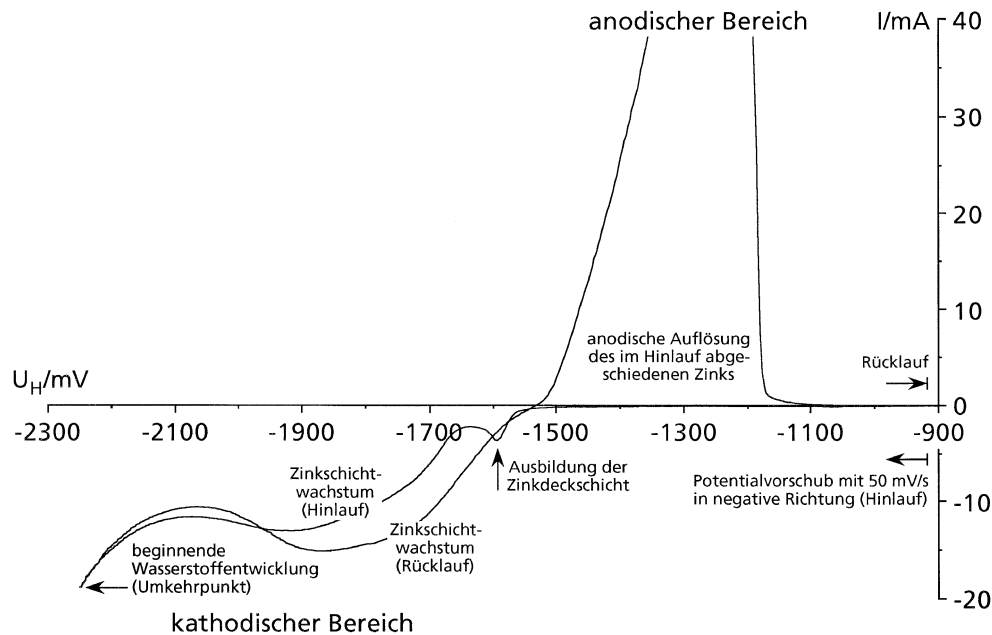 anodischer Bereich
I/mA
40
30
20
10
0
-10
-20
anodische Auflösung
des im Hinlauf abge-
schiedenen Zinks
Rücklauf
U_H/mV
-2300
-2100
-1900
-1700
-1500
-1300
-1100
-900
Zinkschicht-
wachstum
(Hinlauf)
Ausbildung der
Zinkdeckschicht
Potentialvorschub mit 50 mV/s
in negative Richtung (Hinlauf)
Zinkschicht-
wachstum
(Rücklauf)
beginnende
Wasserstoffentwicklung
(Umkehrpunkt)
kathodischer Bereich